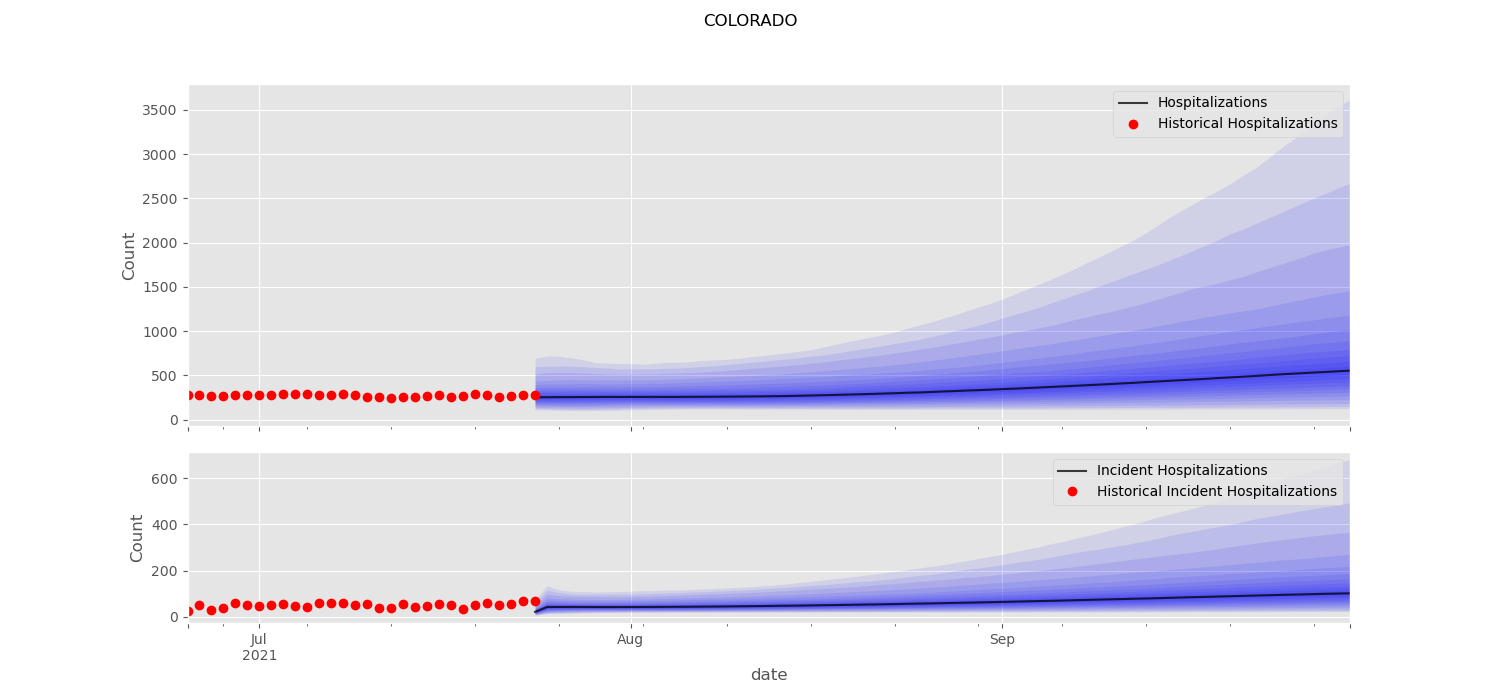 COLORADO
Hospitalizations
Historical Hospitalizations
3500
3000
2500
2000
1500
1000
500
0
Count
Incident Hospitalizations
Historical Incident Hospitalizations
600
400
200
0
Count
Jul
2021
Aug
Sep
date